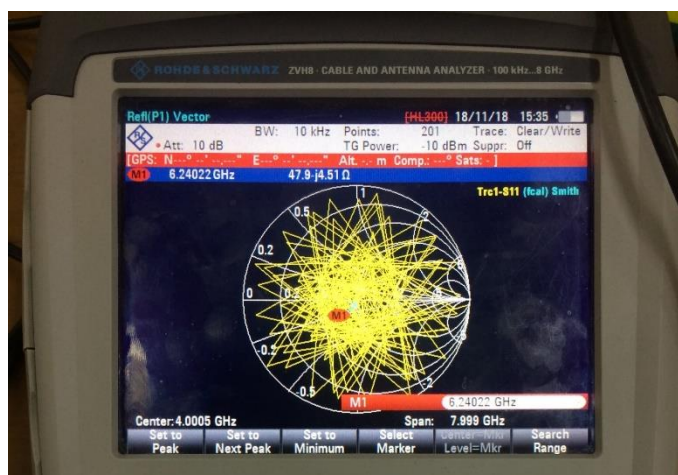 ROHDE&SCHWARZ ZVH8 · CABLE AND ANTENNA ANALYZER · 100 kHz...8 GHz
Refl(P1) Vector [HL300] 18/11/18 15:35
BW: 10 kHz Points: 201 Trace: Clear/Write
Att: 10 dB TG Power: -10 dBm Suppr: Off
[GPS: N---° --' --.---" E---° --' --.---" Alt. -.- m Comp.: ---° Sats: - ]
M1 6.24022 GHz 47.9-j4.51 Ω
Trc1-S11 (fcal) Smith
1
0.5 2
0.2
0 0.2
M1
-0.2
-0.5 -2
M1 6.24022 GHz
Center: 4.0005 GHz Span: 7.999 GHz
Set to Peak
Set to Next Peak
Set to Minimum
Select Marker
Center=Mkr Level=Mkr
Search Range